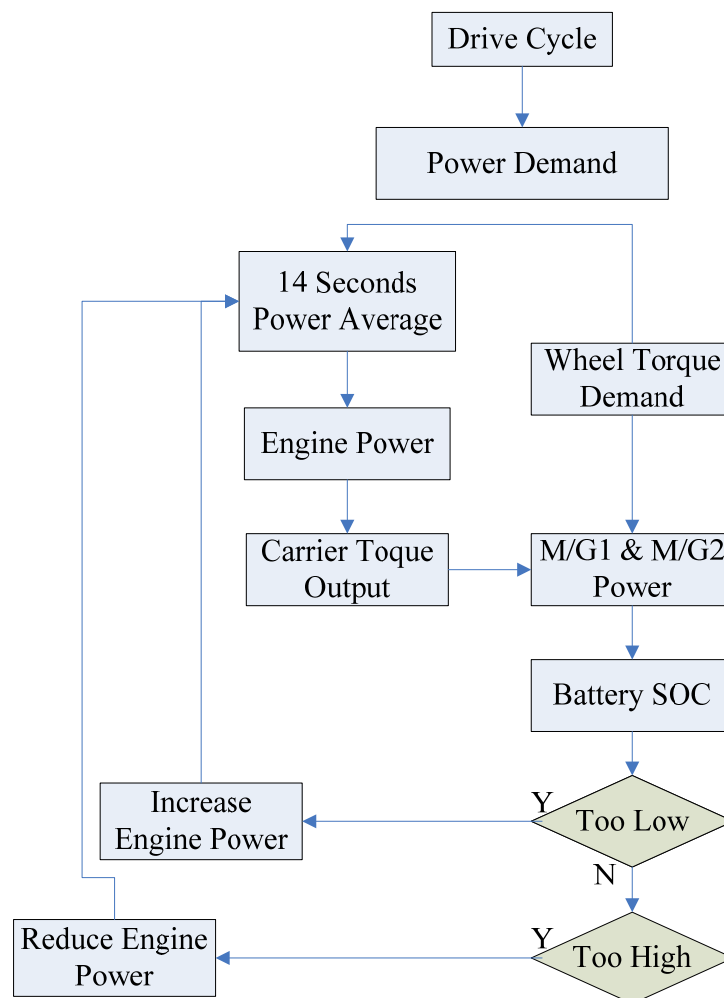 Drive Cycle
Power Demand
14 Seconds
Power Average
Wheel Torque
Demand
Engine Power
Carrier Toque
Output
M/G1 & M/G2
Power
Battery SOC
Increase
Engine Power
Y
Too Low
N
Reduce Engine
Power
Y
Too High